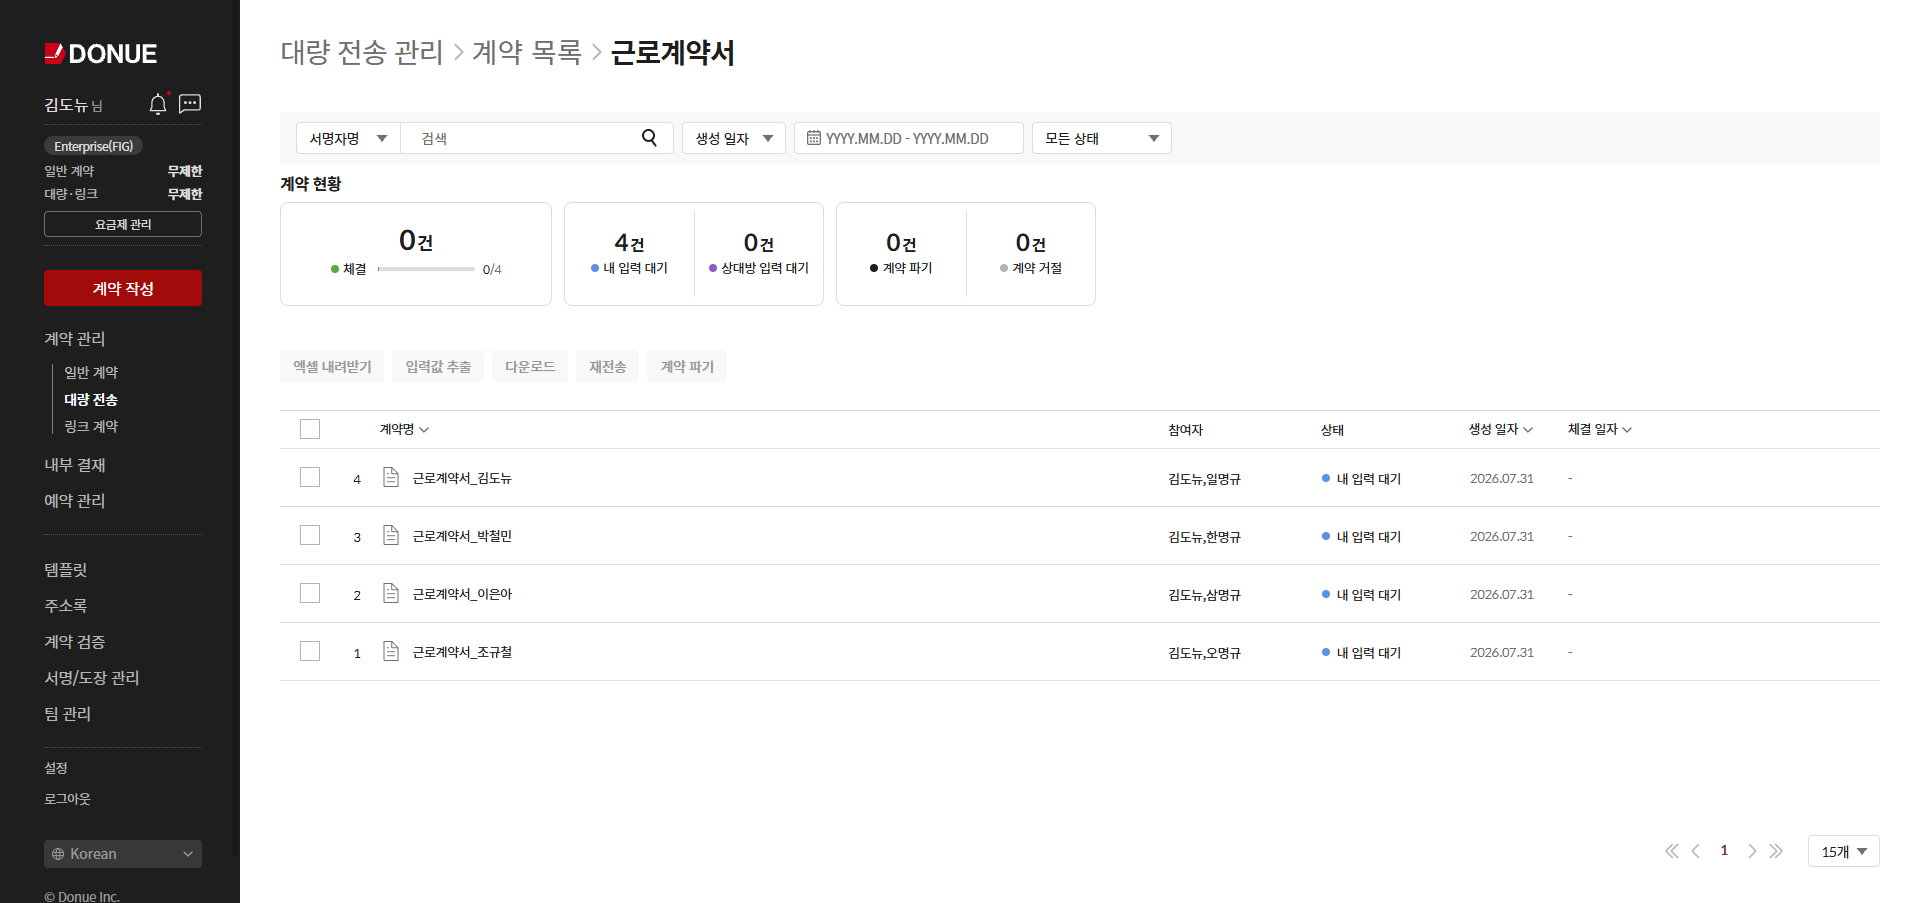 DONUE
김도뉴 님
Enterprise(FIG)
일반 계약 무제한
대량·링크 무제한
요금제 관리
계약 작성
계약 관리
일반 계약
대량 전송
링크 계약
내부 결재
예약 관리
템플릿
주소록
계약 검증
서명/도장 관리
팀 관리
설정
로그아웃
Korean
© Donue Inc.
대량 전송 관리 > 계약 목록 > 근로계약서
서명자명 검색 생성 일자 YYYY.MM.DD - YYYY.MM.DD 모든 상태
계약 현황
0건
체결 0/4
4건
내 입력 대기
0건
상대방 입력 대기
0건
계약 파기
0건
계약 거절
엑셀 내려받기 입력값 추출 다운로드 재전송 계약 파기
계약명 참여자 상태 생성 일자 체결 일자
4 근로계약서_김도뉴 김도뉴,일명규 내 입력 대기 2026.07.31 -
3 근로계약서_박철민 김도뉴,한명규 내 입력 대기 2026.07.31 -
2 근로계약서_이은아 김도뉴,삼명규 내 입력 대기 2026.07.31 -
1 근로계약서_조규철 김도뉴,오명규 내 입력 대기 2026.07.31 -
1
15개